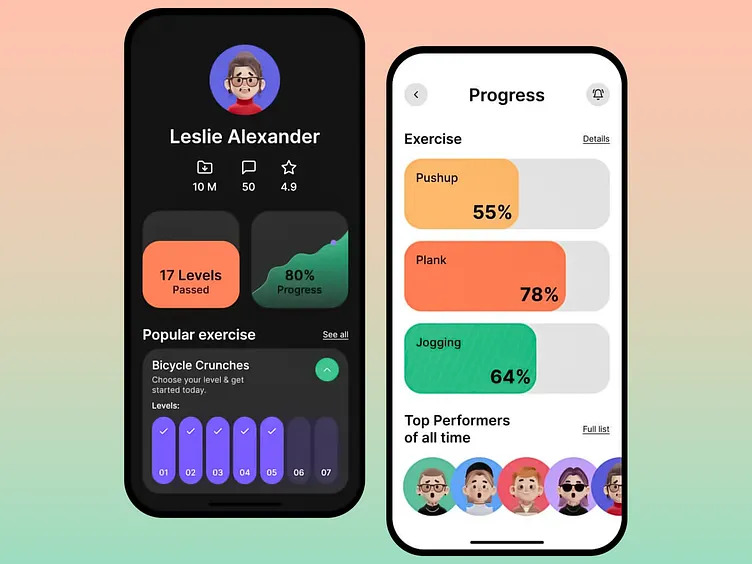 Leslie Alexander
10 M
50
4.9
17 Levels
Passed
80%
Progress
Popular exercise
See all
Bicycle Crunches
Choose your level & get
started today.
Levels:
01
02
03
04
05
06
07
Progress
Exercise
Details
Pushup
55%
Plank
78%
Jogging
64%
Top Performers
of all time
Full list